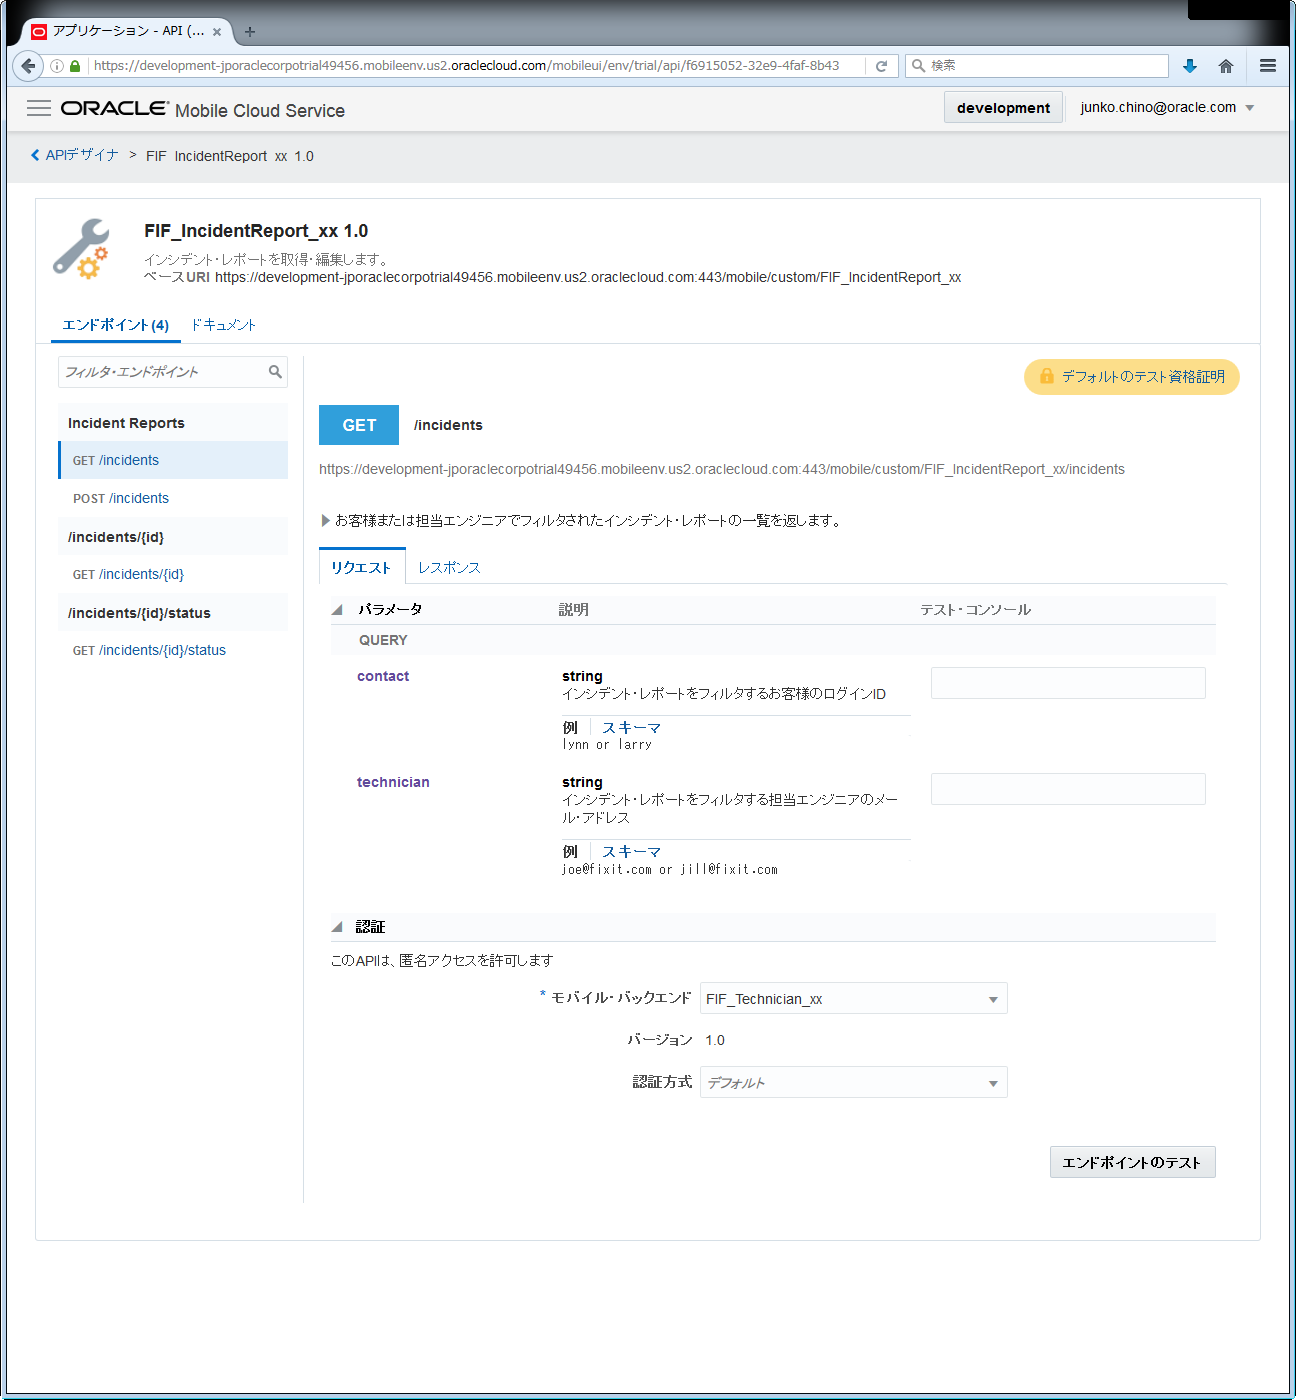 アプリケーション - API (...
https://development-jporaclecorpotrial49456.mobileenv.us2.oraclecloud.com/mobileui/env/trial/api/f6915052-32e9-4faf-8b43
検索
ORACLE Mobile Cloud Service
development
junko.chino@oracle.com
APIデザイナ > FIF_IncidentReport_xx 1.0
FIF_IncidentReport_xx 1.0
インシデント・レポートを取得・編集します。
ベースURI https://development-jporaclecorpotrial49456.mobileenv.us2.oraclecloud.com:443/mobile/custom/FIF_IncidentReport_xx
エンドポイント(4) ドキュメント
フィルタ・エンドポイント
デフォルトのテスト資格証明
Incident Reports
GET /incidents
POST /incidents
/incidents/{id}
GET /incidents/{id}
/incidents/{id}/status
GET /incidents/{id}/status
GET /incidents
https://development-jporaclecorpotrial49456.mobileenv.us2.oraclecloud.com:443/mobile/custom/FIF_IncidentReport_xx/incidents
お客様または担当エンジニアでフィルタされたインシデント・レポートの一覧を返します。
リクエスト レスポンス
パラメータ 説明 テスト・コンソール
QUERY
contact string
インシデント・レポートをフィルタするお客様のログインID
例 スキーマ
lynn or larry
technician string
インシデント・レポートをフィルタする担当エンジニアのメー
ル・アドレス
例 スキーマ
joe@fixit.com or jill@fixit.com
認証
このAPIは、匿名アクセスを許可します
* モバイル・バックエンド FIF_Technician_xx
バージョン 1.0
認証方式 デフォルト
エンドポイントのテスト